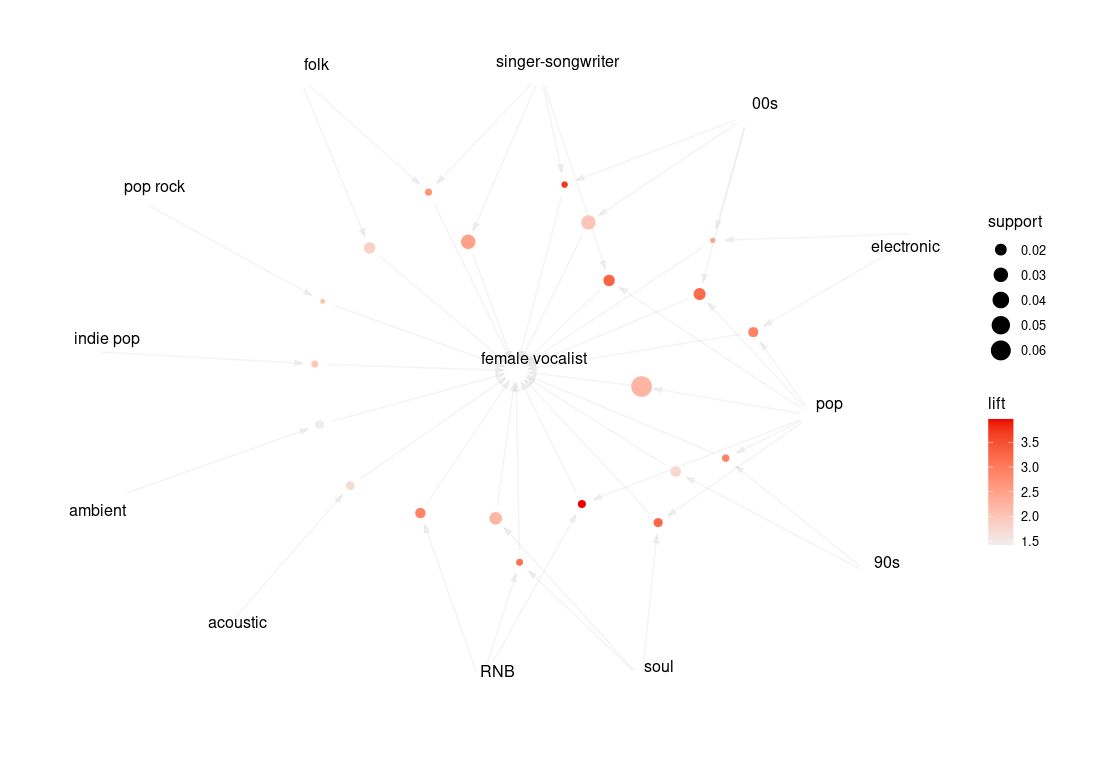 folk
singer-songwriter
00s
pop rock
electronic
indie pop
female vocalist
pop
ambient
90s
acoustic
RNB
soul
support
0.02
0.03
0.04
0.05
0.06
lift
3.5
3.0
2.5
2.0
1.5